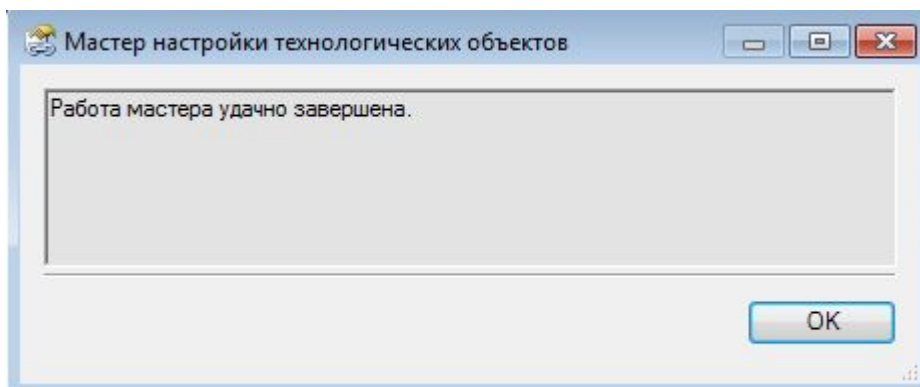 Мастер настройки технологических объектов
Работа мастера удачно завершена.
OK